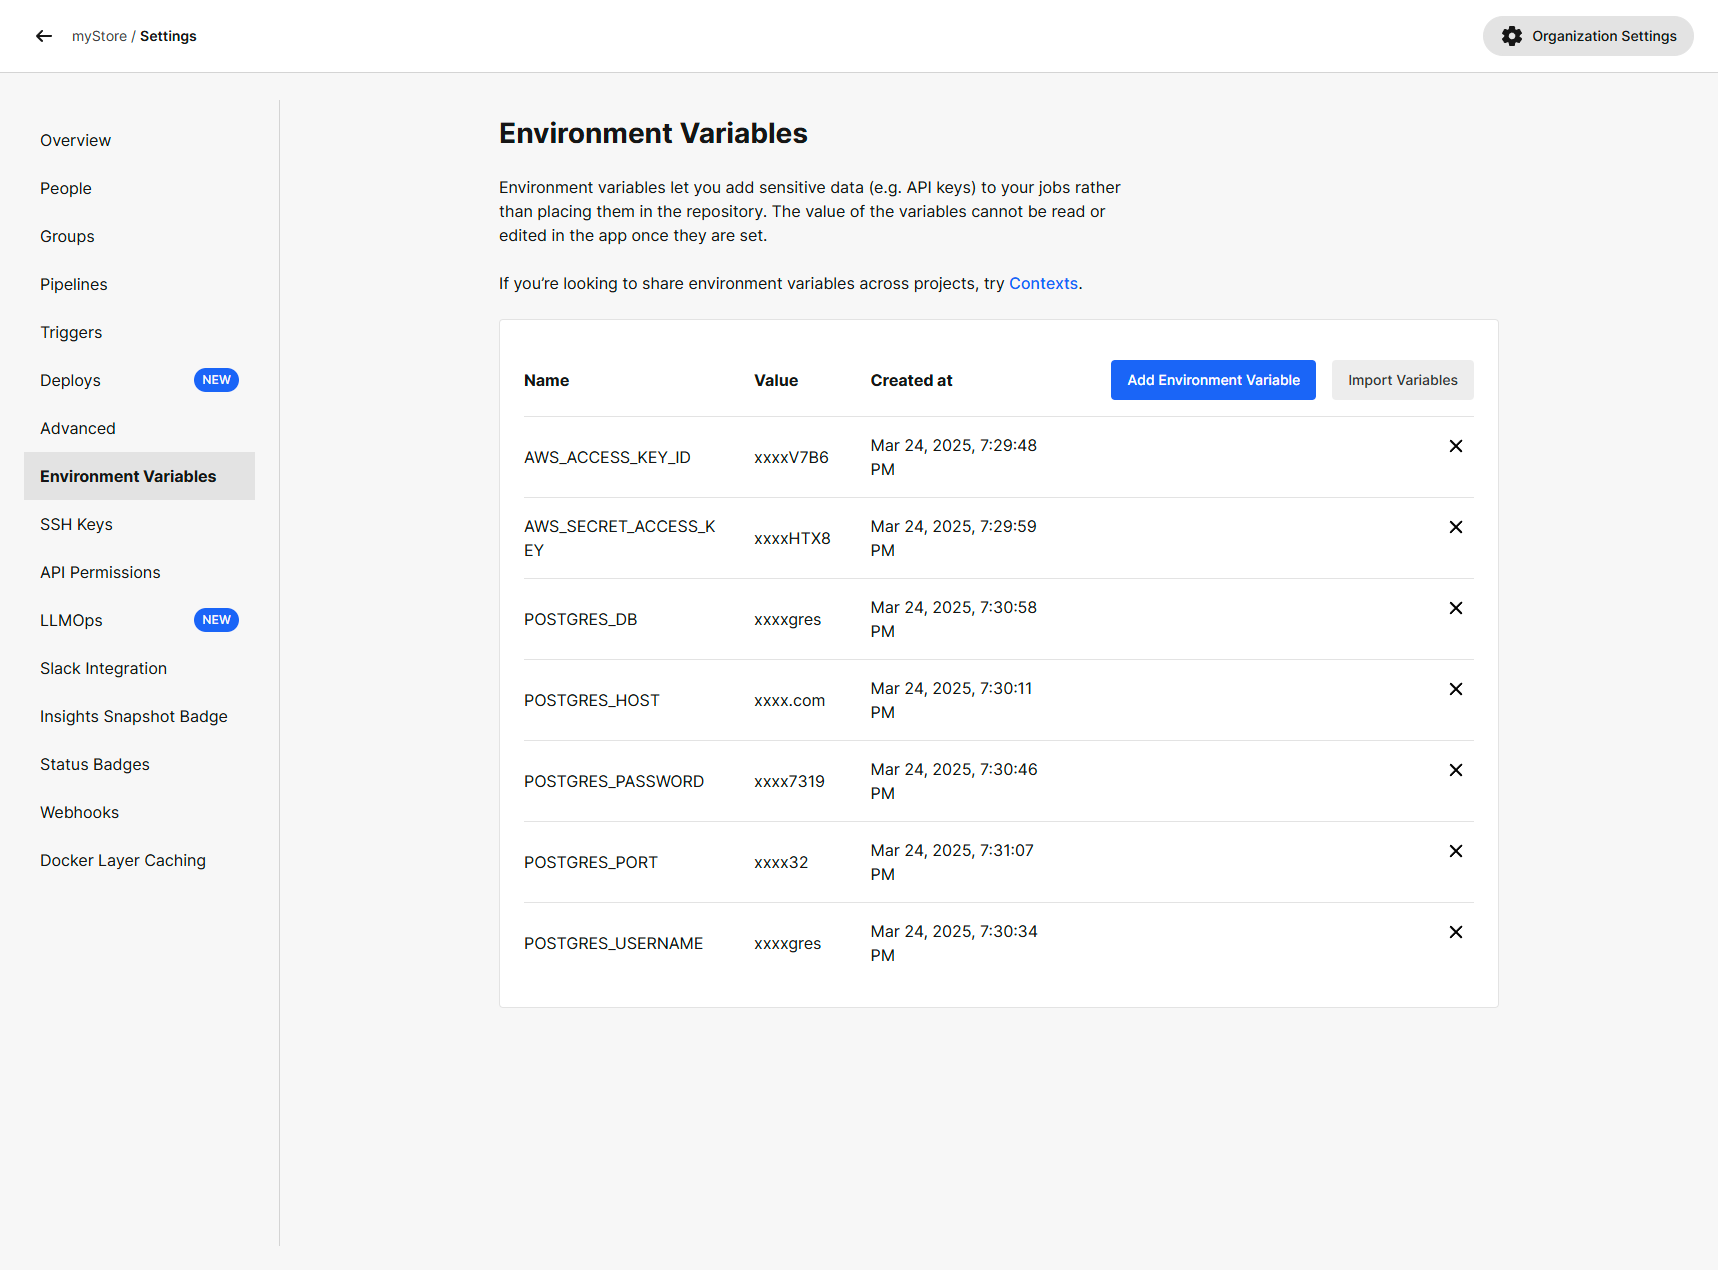 myStore / Settings
Organization Settings
Overview
People
Groups
Pipelines
Triggers
Deploys NEW
Advanced
Environment Variables
SSH Keys
API Permissions
LLMOps NEW
Slack Integration
Insights Snapshot Badge
Status Badges
Webhooks
Docker Layer Caching
Environment Variables
Environment variables let you add sensitive data (e.g. API keys) to your jobs rather
than placing them in the repository. The value of the variables cannot be read or
edited in the app once they are set.
If you’re looking to share environment variables across projects, try Contexts.
Name Value Created at Add Environment Variable Import Variables
AWS_ACCESS_KEY_ID xxxxV7B6 Mar 24, 2025, 7:29:48
PM
AWS_SECRET_ACCESS_K
EY xxxxHTX8 Mar 24, 2025, 7:29:59
PM
POSTGRES_DB xxxxgres Mar 24, 2025, 7:30:58
PM
POSTGRES_HOST xxxx.com Mar 24, 2025, 7:30:11
PM
POSTGRES_PASSWORD xxxx7319 Mar 24, 2025, 7:30:46
PM
POSTGRES_PORT xxxx32 Mar 24, 2025, 7:31:07
PM
POSTGRES_USERNAME xxxxgres Mar 24, 2025, 7:30:34
PM